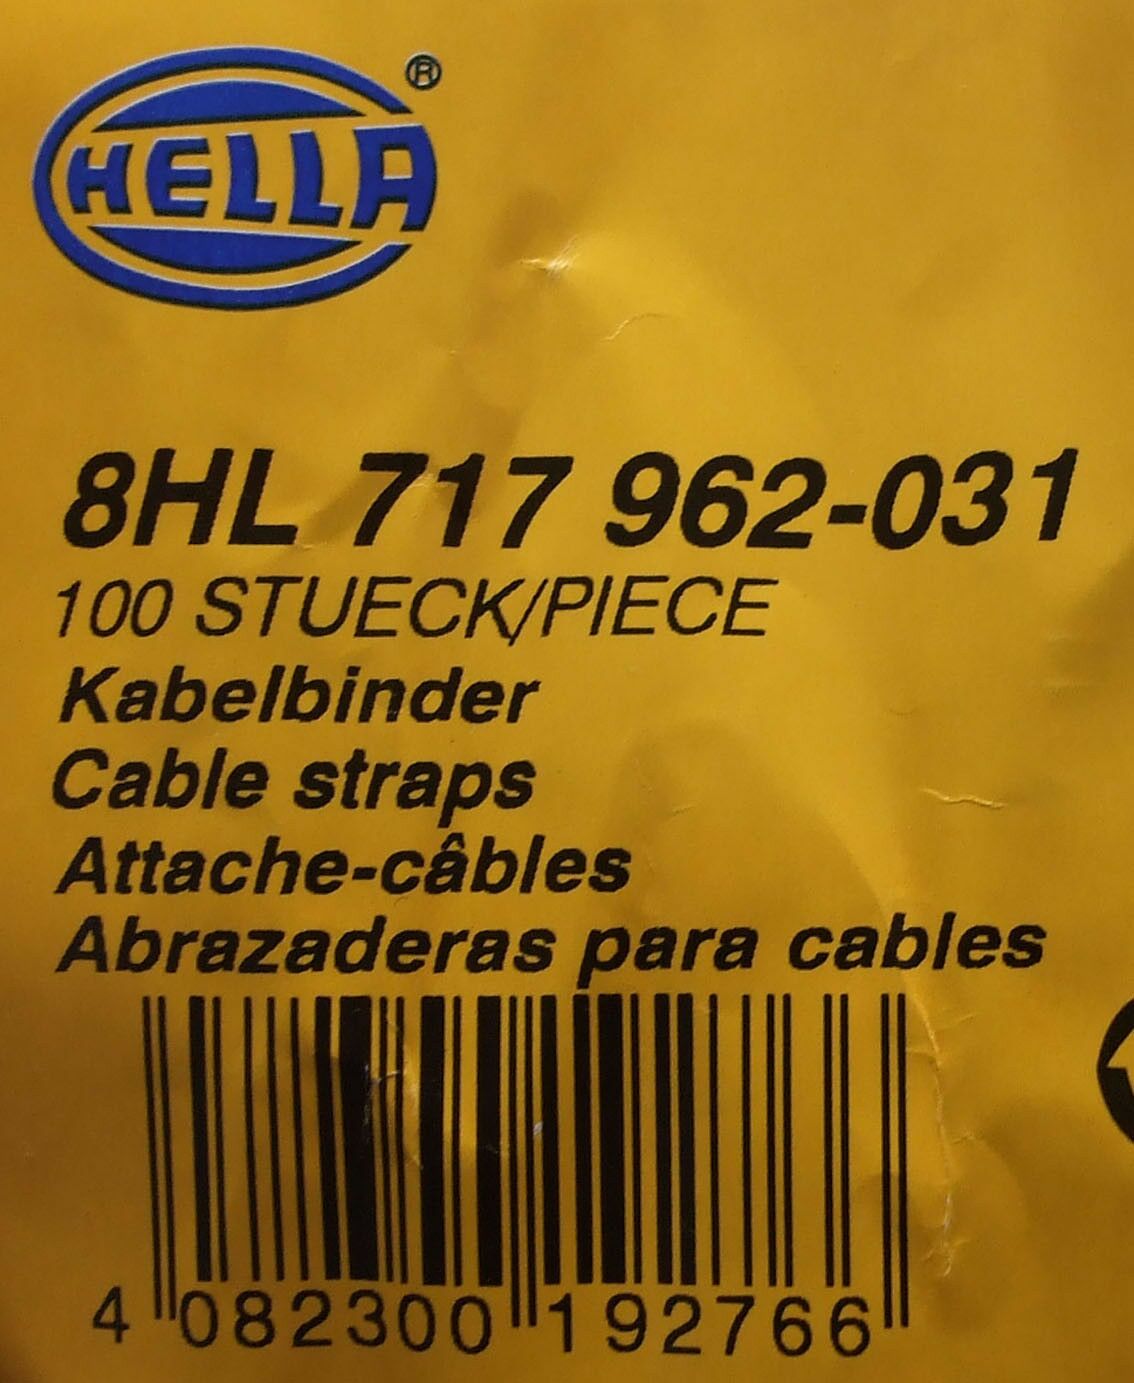 HELLA®
8HL 717 962-031
100 STUECK/PIECE
Kabelbinder
Cable straps
Attache-câbles
Abrazaderas para cables
4 082300 192766